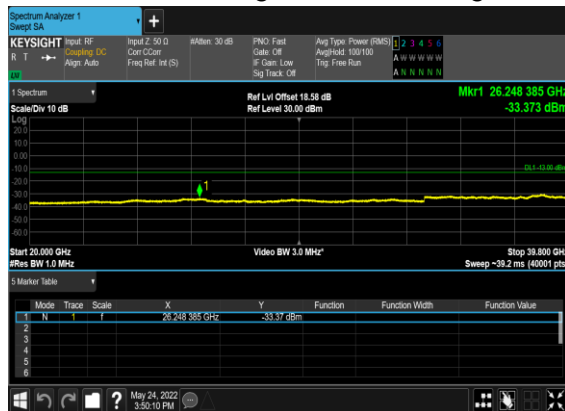 Spectrum Analyzer 1
Swept SA
+
KEYSIGHT Input: RF Input Z: 50 Ω #Atten: 30 dB PNO: Fast Avg Type: Power (RMS) 1 2 3 4 5 6
R T Coupling: DC Corr CCorr Gate: Off Avg|Hold: 100/100 A W W W W W
Align: Auto Freq Ref: Int (S) IF Gain: Low Trig: Free Run
Sig Track: Off A N N N N N
LW
1 Spectrum Ref Lvl Offset 18.58 dB Mkr1 26.248 385 GHz
Scale/Div 10 dB Ref Level 30.00 dBm -33.373 dBm
Log
20.0
10.0
0.00
-10.0 DL1 -13.00 dBm
-20.0
1
-30.0
-40.0
-50.0
-60.0
Start 20.000 GHz Video BW 3.0 MHz* Stop 39.800 GHz
#Res BW 1.0 MHz Sweep ~39.2 ms (40001 pts
5 Marker Table
Mode Trace Scale X Y Function Function Width Function Value
1 N 1 f 26.248 385 GHz -33.37 dBm
2
3
4
5
6
? May 24, 2022
3:50:10 PM